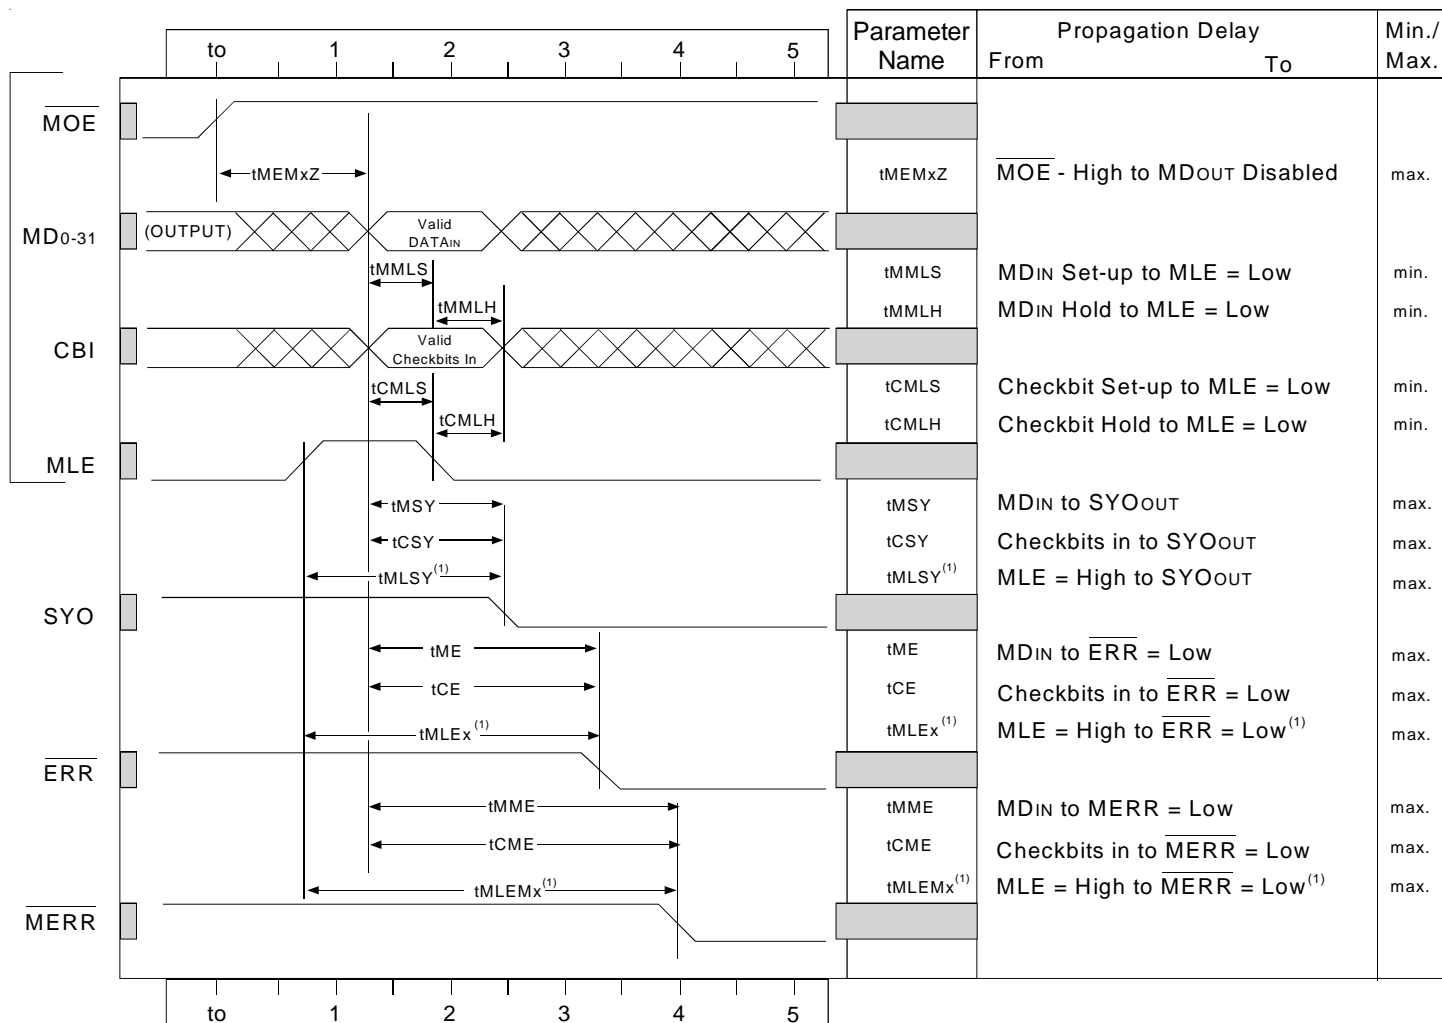 to 1 2 3 4 5
Parameter Name
Propagation Delay
From To
Min./ Max.
MOE
tMEMxZ
tMEMxZ MOE - High to MDOUT Disabled max.
MD0-31
(OUTPUT)
Valid DATAIN
tMMLS
tMMLS MDIN Set-up to MLE = Low min.
tMMLH
tMMLH MDIN Hold to MLE = Low min.
CBI
Valid Checkbits In
tCMLS
tCMLS Checkbit Set-up to MLE = Low min.
tCMLH
tCMLH Checkbit Hold to MLE = Low min.
MLE
tMSY
tMSY MDIN to SYOOUT max.
tCSY
tCSY Checkbits in to SYOOUT max.
tMLSY(1)
tMLSY(1) MLE = High to SYOOUT max.
SYO
tME
tME MDIN to ERR = Low max.
tCE
tCE Checkbits in to ERR = Low max.
tMLEx(1)
tMLEx(1) MLE = High to ERR = Low(1) max.
ERR
tMME
tMME MDIN to MERR = Low max.
tCME
tCME Checkbits in to MERR = Low max.
tMLEMx(1)
tMLEMx(1) MLE = High to MERR = Low(1) max.
MERR
to 1 2 3 4 5